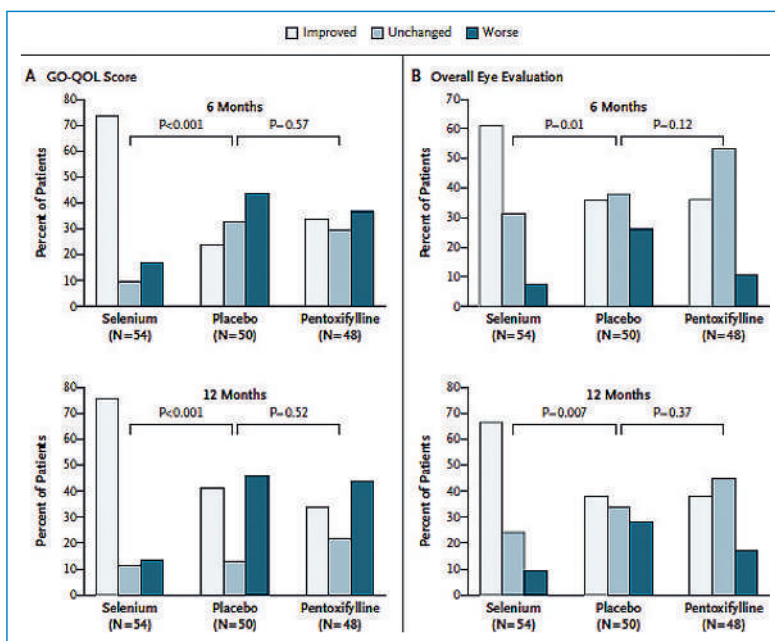 Improved Unchanged Worse
A GO-QOL Score
6 Months
P<0.001 P=0.57
Percent of Patients
80
70
60
50
40
30
20
10
0
Selenium Placebo Pentoxifylline
(N=54) (N=50) (N=48)
12 Months
P<0.001 P=0.52
Percent of Patients
80
70
60
50
40
30
20
10
0
Selenium Placebo Pentoxifylline
(N=54) (N=50) (N=48)
B Overall Eye Evaluation
6 Months
P=0.01 P=0.12
Percent of Patients
70
60
50
40
30
20
10
0
Selenium Placebo Pentoxifylline
(N=54) (N=50) (N=48)
12 Months
P=0.007 P=0.37
Percent of Patients
80
70
60
50
40
30
20
10
0
Selenium Placebo Pentoxifylline
(N=54) (N=50) (N=48)